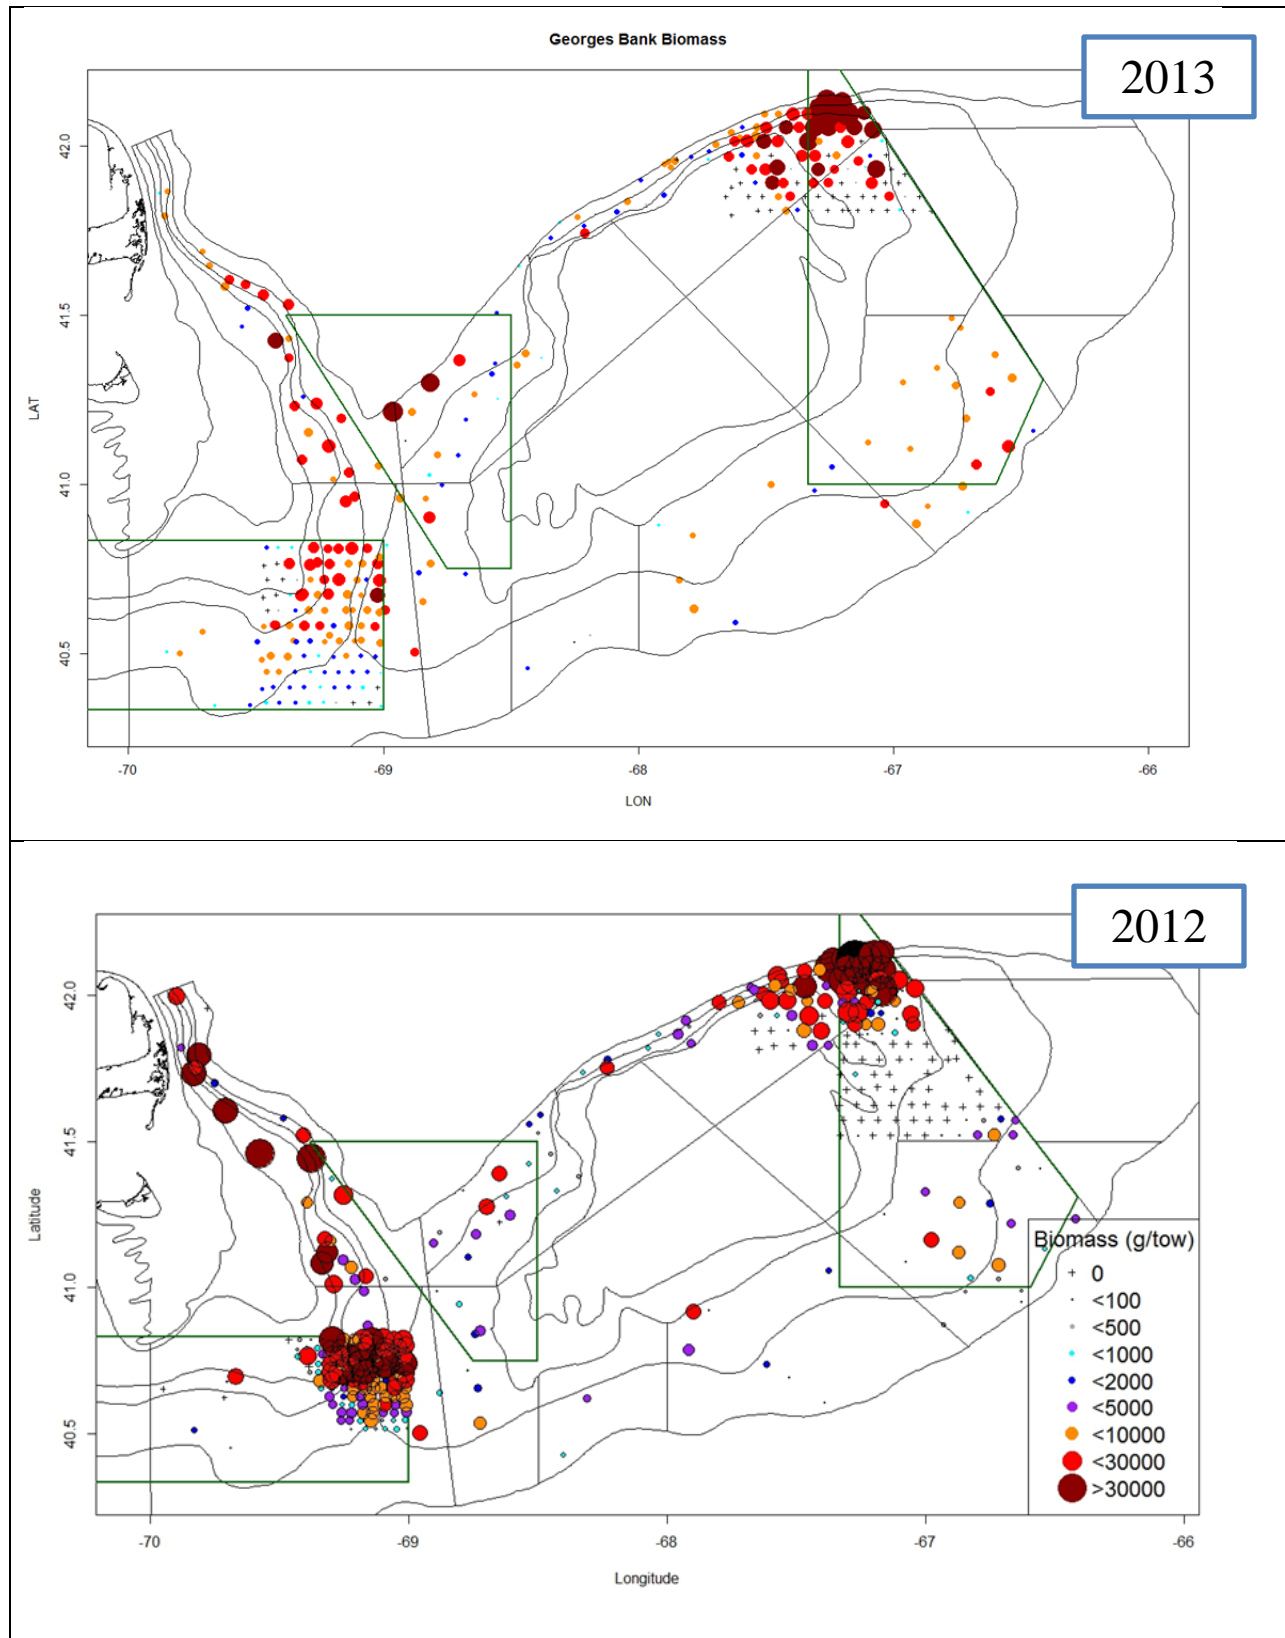 Georges Bank Biomass
2013
LAT
42.0
41.5
41.0
40.5
-70 -69 -68 -67 -66
LON
2012
Latitude
42.0
41.5
41.0
40.5
Biomass (g/tow)
0
<100
<500
<1000
<2000
<5000
<10000
<30000
>30000
-70 -69 -68 -67 -66
Longitude